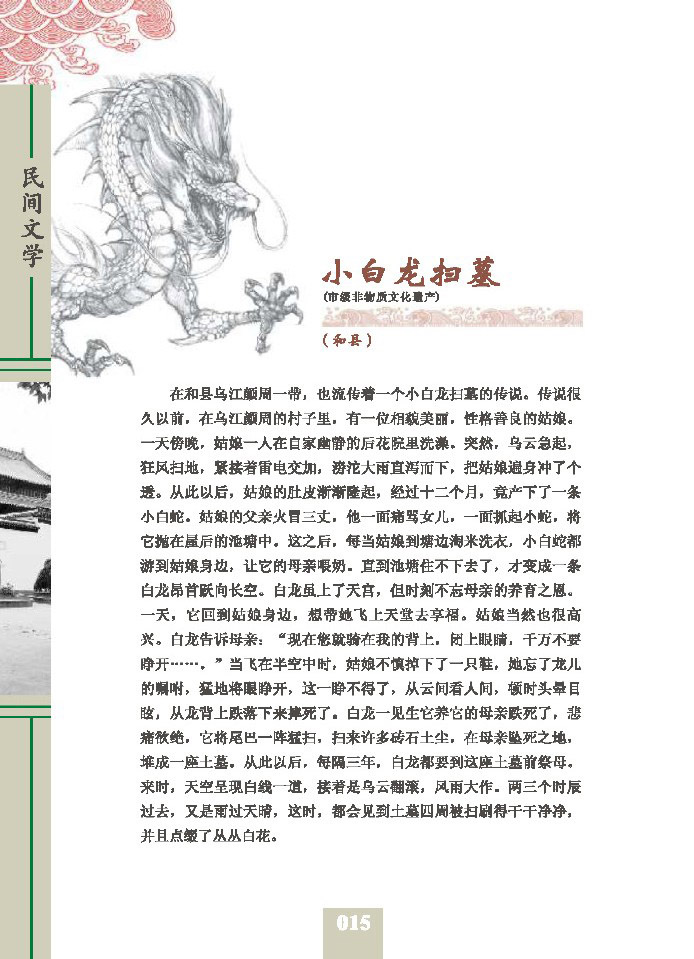 民间文学
小白龙扫墓
(市级非物质文化遗产)
(和县)
在和县乌江颜周一带，也流传着一个小白龙扫墓的传说。传说很
久以前，在乌江颜周的村子里，有一位相貌美丽，性格善良的姑娘。
一天傍晚，姑娘一人在自家幽静的后花院里洗澡。突然，乌云急起，
狂风扫地，紧接着雷电交加，滂沱大雨直泻而下，把姑娘遍身冲了个
透。从此以后，姑娘的肚皮渐渐隆起，经过十二个月，竟产下了一条
小白蛇。姑娘的父亲火冒三丈，他一面痛骂女儿，一面抓起小蛇，将
它抛在屋后的池塘中。这之后，每当姑娘到塘边淘米洗衣，小白蛇都
游到姑娘身边，让它的母亲喂奶。直到池塘住不下去了，才变成一条
白龙昂首跃向长空。白龙虽上了天宫，但时刻不忘母亲的养育之恩。
一天，它回到姑娘身边，想带她飞上天堂去享福。姑娘当然也很高
兴。白龙告诉母亲：“现在您就骑在我的背上，闭上眼睛，千万不要
睁开……。”当飞在半空中时，姑娘不慎掉下了一只鞋，她忘了龙儿
的嘱咐，猛地将眼睁开，这一睁不得了，从云间看人间，顿时头晕目
眩，从龙背上跌落下来摔死了。白龙一见生它养它的母亲跌死了，悲
痛欲绝，它将尾巴一阵猛扫，扫来许多砖石土尘，在母亲坠死之地，
堆成一座土墓。从此以后，每隔三年，白龙都要到这座土墓前祭母。
来时，天空呈现白线一道，接着是乌云翻滚，风雨大作。两三个时辰
过去，又是雨过天晴，这时，都会见到土墓四周被扫刷得干干净净，
并且点缀了丛丛白花。
015